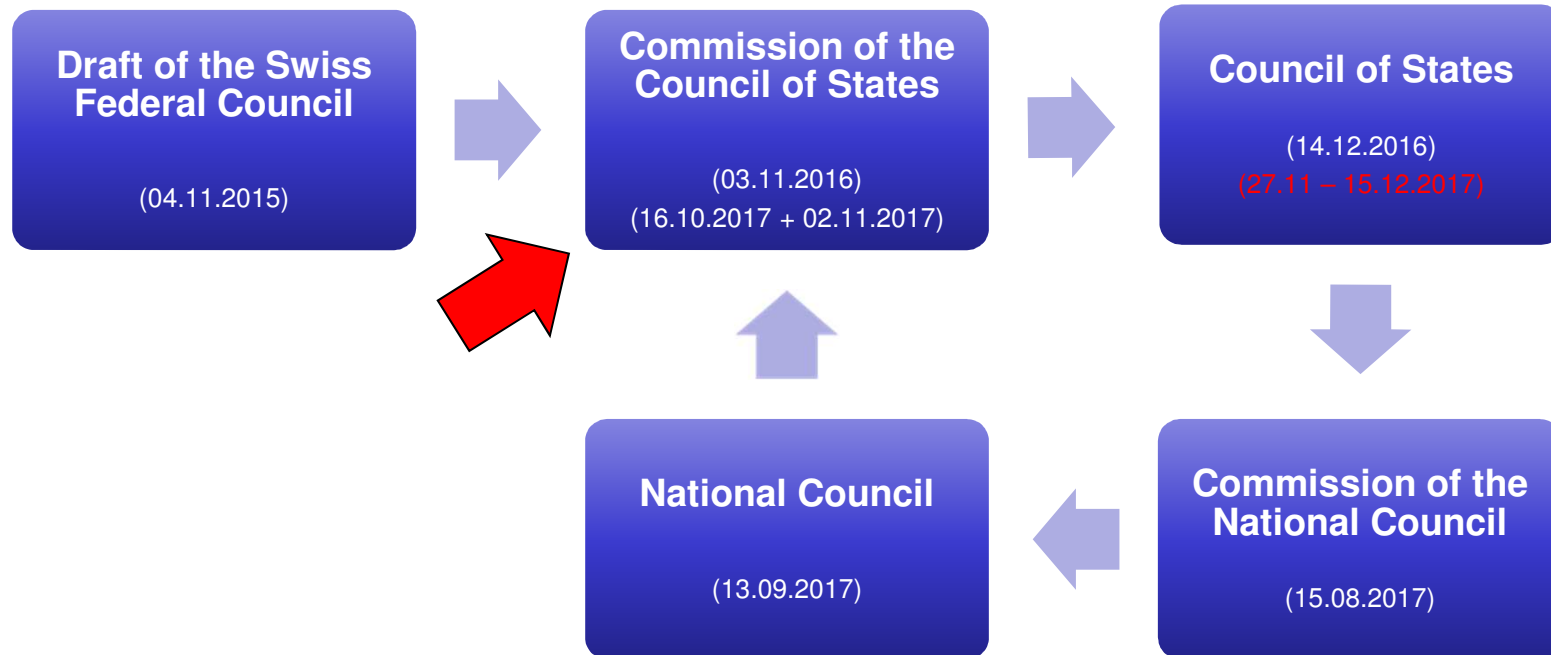 Draft of the Swiss
Federal Council
(04.11.2015)
Commission of the
Council of States
(03.11.2016)
(16.10.2017 + 02.11.2017)
Council of States
(14.12.2016)
(27.11 – 15.12.2017)
Commission of the
National Council
(15.08.2017)
National Council
(13.09.2017)